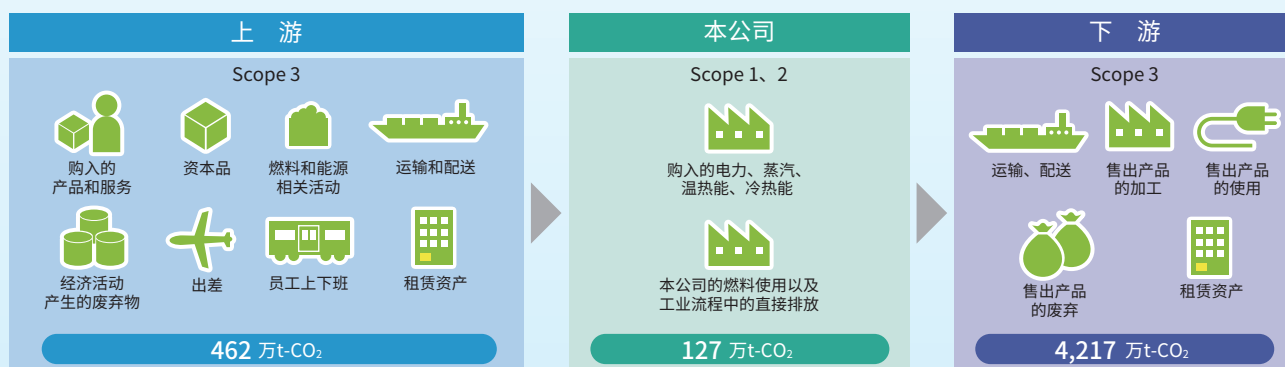 上 游
Scope 3
购入的
产品和服务
资本品
燃料和能源
相关活动
运输和配送
经济活动
产生的废弃物
出差
员工上下班
租赁资产
462 万t-CO₂
本公司
Scope 1、2
购入的电力、蒸汽、
温热能、冷热能
本公司的燃料使用以及
工业流程中的直接排放
127 万t-CO₂
下 游
Scope 3
运输、配送
售出产品
的加工
售出产品
的使用
售出产品
的废弃
租赁资产
4,217 万t-CO₂